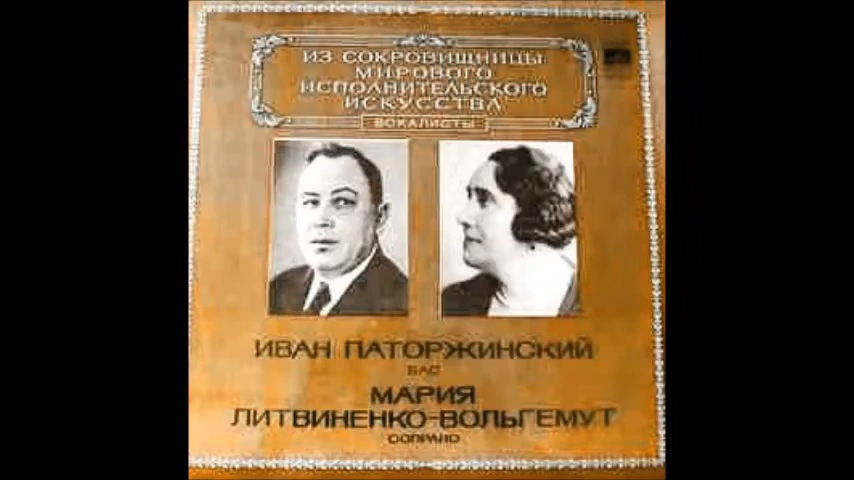 ИЗ СОКРОВИЩНИЦЫ
МИРОВОГО
ИСПОЛНИТЕЛЬСКОГО
ИСКУССТВА
ВОКАЛИСТЫ
ИВАН ПАТОРЖИНСКИЙ
БАС
МАРИЯ
ЛИТВИНЕНКО-ВОЛЬГЕМУТ
СОПРАНО